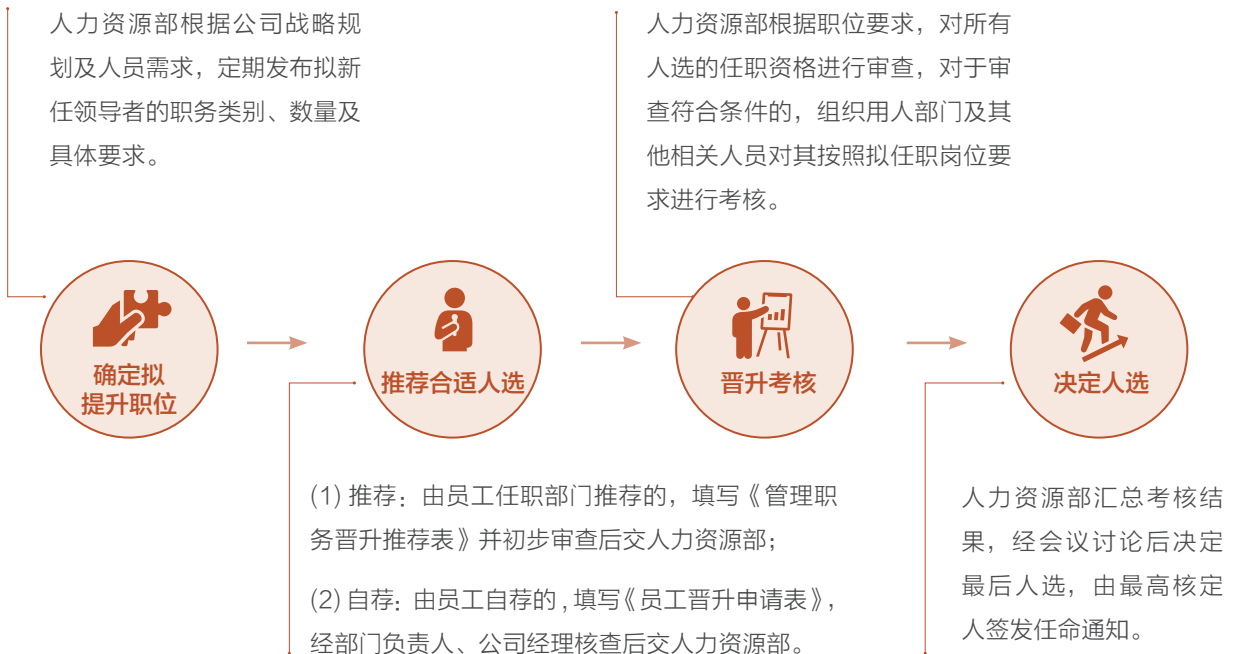 人力资源部根据公司战略规
划及人员需求，定期发布拟新
任领导者的职务类别、数量及
具体要求。
人力资源部根据职位要求，对所有
人选的任职资格进行审查，对于审
查符合条件的，组织用人部门及其
他相关人员对其按照拟任职岗位要
求进行考核。
确定拟
提升职位
推荐合适人选
晋升考核
决定人选
(1) 推荐：由员工任职部门推荐的，填写《管理职
务晋升推荐表》并初步审查后交人力资源部；
(2) 自荐：由员工自荐的，填写《员工晋升申请表》，
经部门负责人、公司经理核查后交人力资源部。
人力资源部汇总考核结
果，经会议讨论后决定
最后人选，由最高核定
人签发任命通知。